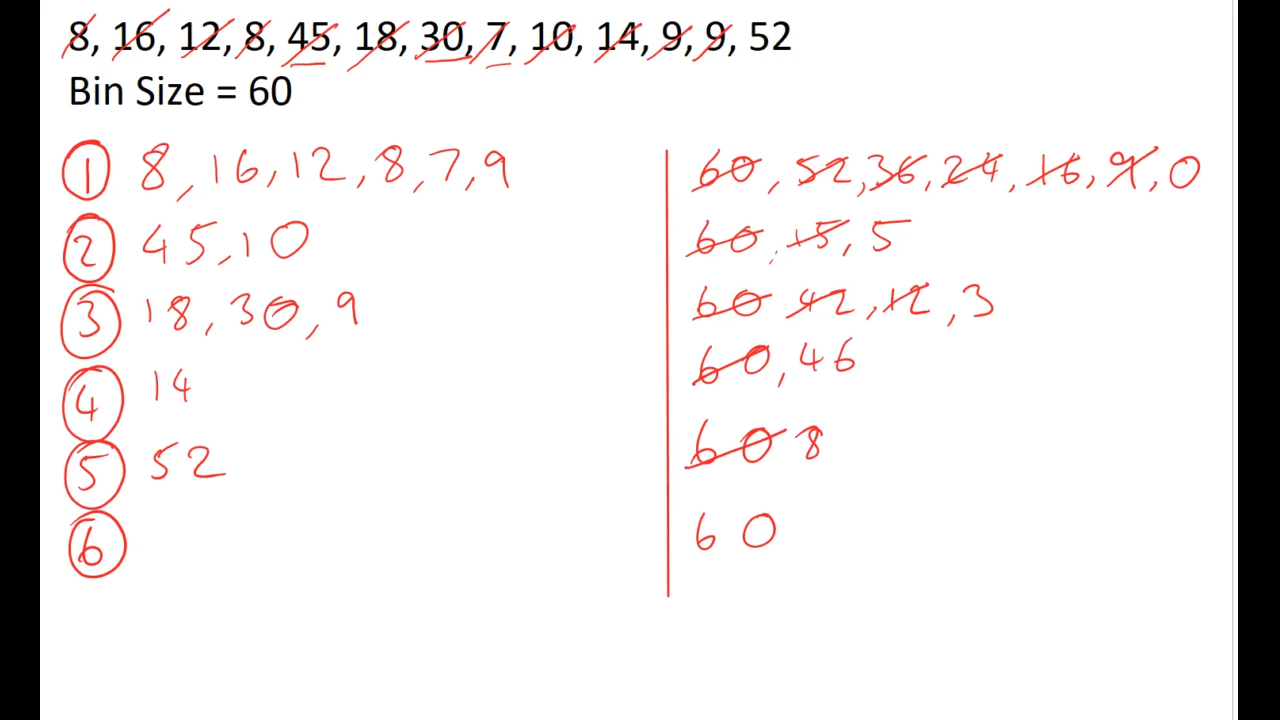 8, 16, 12, 8, 45, 18, 30, 7, 10, 14, 9, 9, 52
Bin Size = 60
1 8, 16, 12, 8, 7, 9 60, 52, 36, 24, 16, 9, 0
2 45, 10 60, 15, 5
3 18, 30, 9 60 42, 12, 3
4 14 60, 46
5 52 60 8
6 60